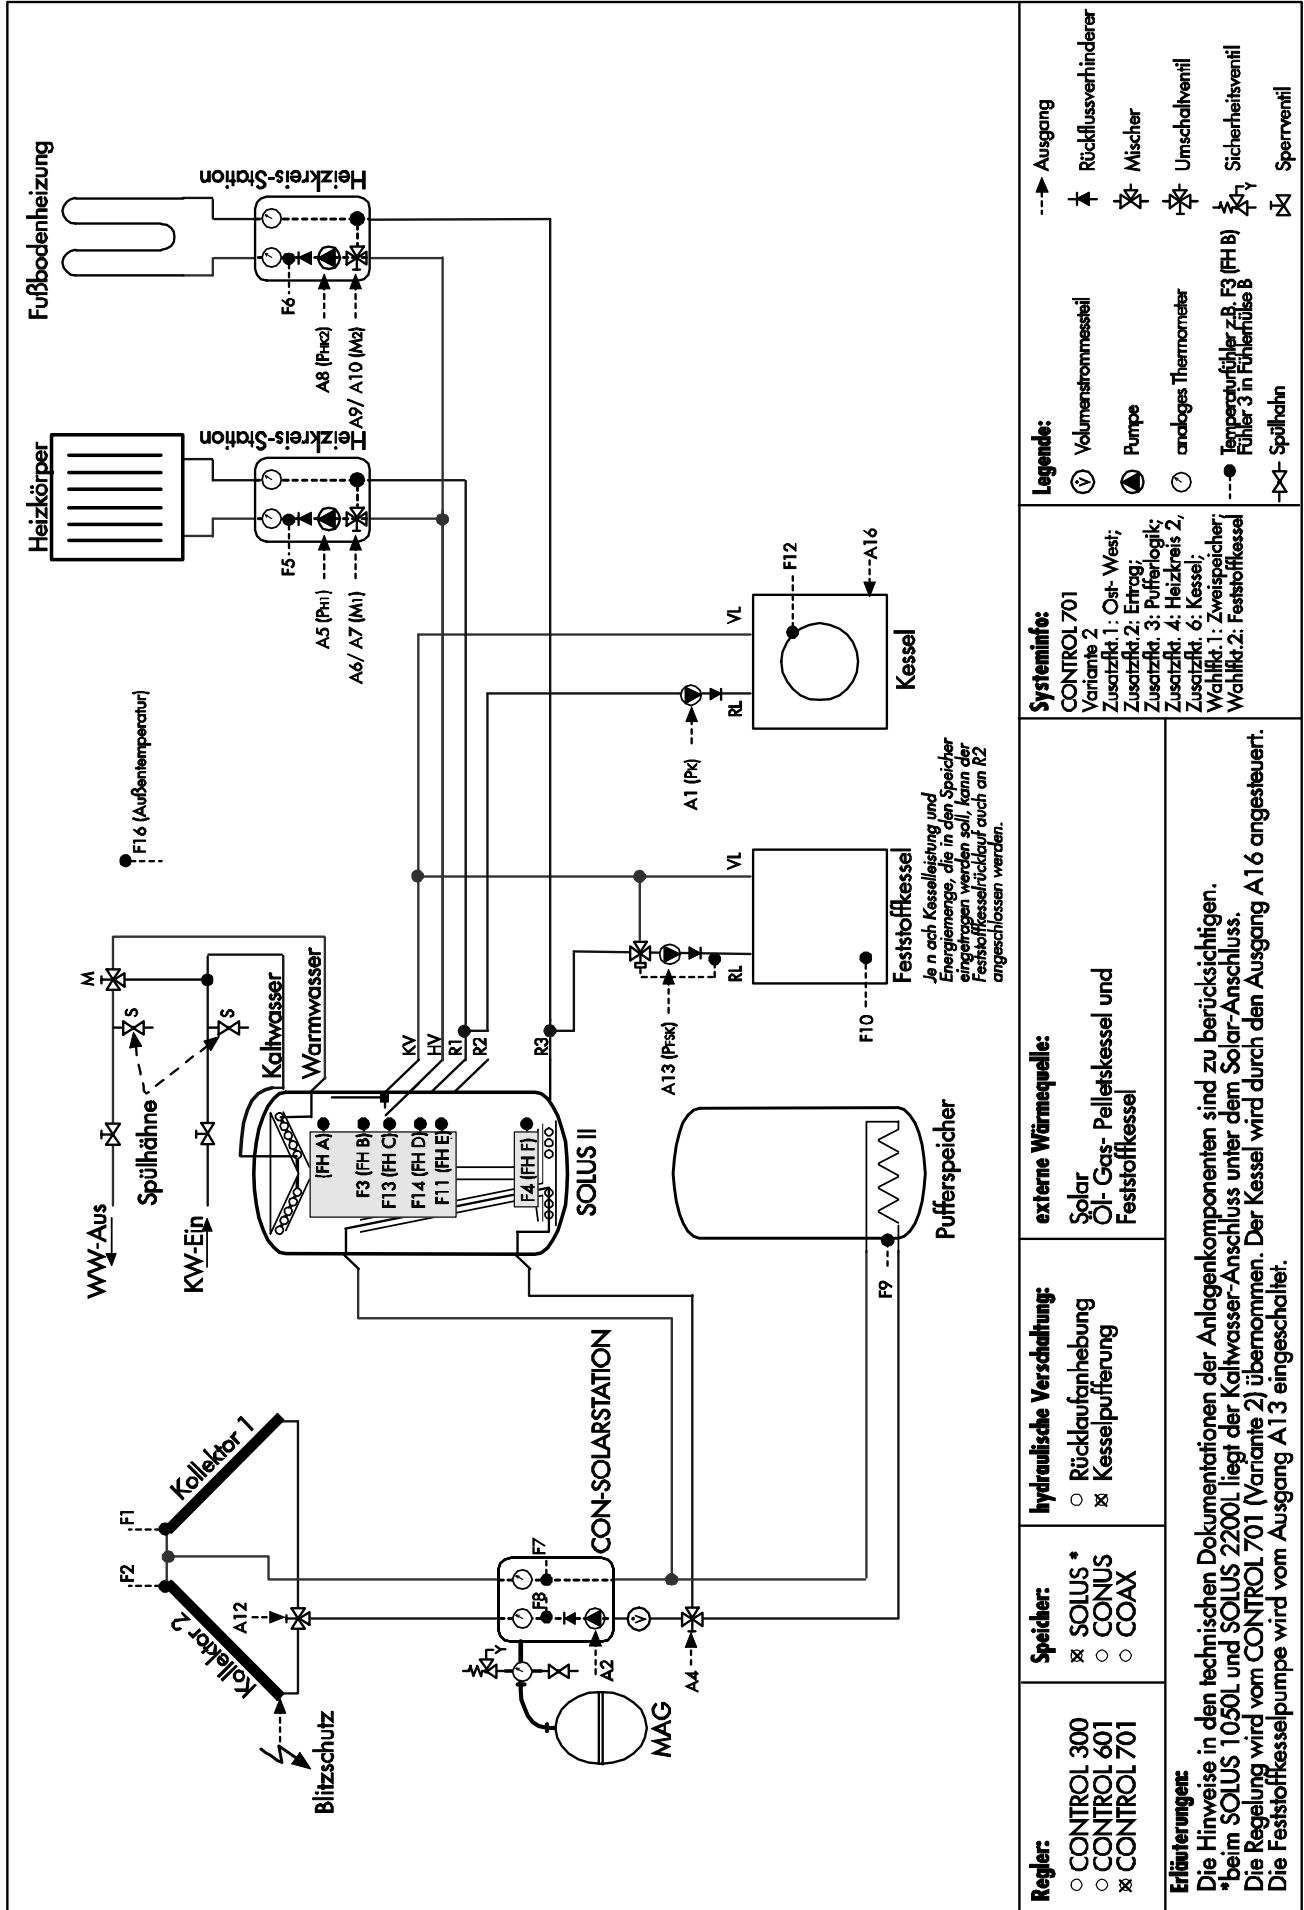 Blitzschutz
Kollektor 2
Kollektor 1
F2
F1
A12
MAG
A2
A4
F8
F7
CON-SOLARSTATION
Y
WW-Aus
KW-Ein
Spülhähne
S
S
M
Kaltwasser
Warmwasser
(FH A)
F3 (FH B)
F13 (FH C)
F14 (FH D)
F11 (FH E)
F4 (FH F)
SOLUS II
KV
HV
R1
R2
R3
F9
Pufferspeicher
F16 (Außentemperatur)
A13 (PFSK)
F10
RL
VL
Feststoffkessel
Je n ach Kesselleistung und
Energiemenge, die in den Speicher
eingetragen werden soll, kann der
Feststoffkesselrücklauf auch an R2
angeschlossen werden.
A1 (PK)
RL
VL
F12
A16
Kessel
Heizkörper
Heizkreis-Station
F5
A5 (PH1)
A6/ A7 (M1)
Fußbodenheizung
Heizkreis-Station
F6
A8 (PHK2)
A9/ A10 (M2)
Regler:
CONTROL 300
CONTROL 601
CONTROL 701
Speicher:
SOLUS *
CONUS
COAX
hydraulische Verschaltung:
Rücklaufanhebung
Kesselpufferung
externe Wärmequelle:
Solar
Öl- Gas- Pelletskessel und
Feststoffkessel
Systeminfo:
CONTROL 701
Variante 2
Zusatzfkt.1: Ost- West;
Zusatzfkt.2: Ertrag;
Zusatzfkt. 3: Pufferlogik;
Zusatzfkt. 4: Heizkreis 2,
Zusatzfkt. 6: Kessel;
Wahlfkt.1: Zweispeicher;
Wahlfkt.2: Feststoffkessel
Legende:
V
Volumenstrommessteil
Pumpe
analoges Thermometer
Temperaturfühler z.B. F3 (FH B)
Fühler 3 in Fühlerhülse B
Spülhahn
Ausgang
Rückflussverhinderer
Mischer
Umschaltventil
Y
Sicherheitsventil
Sperrventil
Erläuterungen:
Die Hinweise in den technischen Dokumentationen der Anlagenkomponenten sind zu berücksichtigen.
*beim SOLUS 1050L und SOLUS 2200L liegt der Kaltwasser-Anschluss unter dem Solar-Anschluss.
Die Regelung wird vom CONTROL 701 (Variante 2) übernommen. Der Kessel wird durch den Ausgang A16 angesteuert.
Die Feststoffkesselpumpe wird vom Ausgang A13 eingeschaltet.